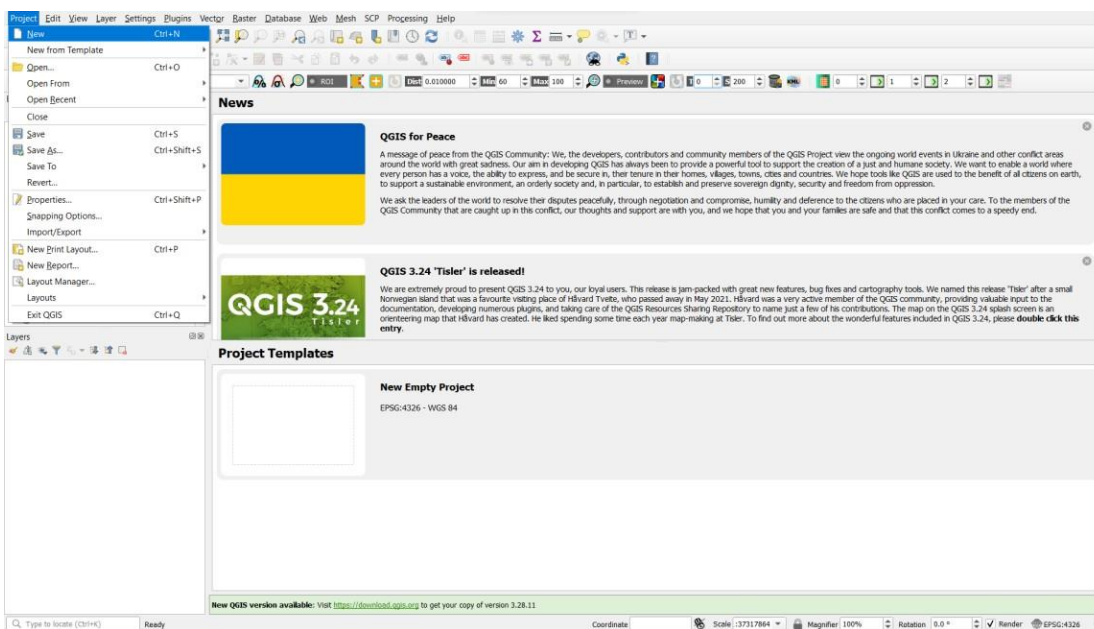 Project Edit View Layer Settings Plugins Vector Raster Database Web Mesh SCP Processing Help
New Ctrl+N
New from Template
Open... Ctrl+O
Open From
Open Recent
Close
Save Ctrl+S
Save As... Ctrl+Shift+S
Save To
Revert...
Properties... Ctrl+Shift+P
Snapping Options...
Import/Export
New Print Layout... Ctrl+P
New Report...
Layout Manager...
Layouts
Exit QGIS Ctrl+Q
ROI Dist 0.010000 Min 60 Max 100 Preview T 0 S 200 KML 0 1 2
News
QGIS for Peace
A message of peace from the QGIS Community: We, the developers, contributors and community members of the QGIS Project view the ongoing world events in Ukraine and other conflict areas
around the world with great sadness. Our aim in developing QGIS has always been to provide a powerful tool to support the creation of a just and humane society. We want to enable a world where
every person has a voice, the ability to express, and be secure in, their tenure in their homes, villages, towns, cities and countries. We hope tools like QGIS are used to the benefit of all citizens on earth,
to support a sustainable environment, an orderly society and, in particular, to establish and preserve sovereign dignity, security and freedom from oppression.
We ask the leaders of the world to resolve their disputes peacefully, through negotiation and compromise, humility and deference to the citizens who are placed in your care. To the members of the
QGIS Community that are caught up in this conflict, our thoughts and support are with you, and we hope that you and your families are safe and that this conflict comes to a speedy end.
QGIS 3.24
Tisler
QGIS 3.24 'Tisler' is released!
We are extremely proud to present QGIS 3.24 to you, our loyal users. This release is jam-packed with great new features, bug fixes and cartography tools. We named this release 'Tisler' after a small
Norwegian island that was a favourite visiting place of Håvard Tveite, who passed away in May 2021. Håvard was a very active member of the QGIS community, providing valuable input to the
documentation, developing numerous plugins, and taking care of the QGIS Resources Sharing Repository to name just a few of his contributions. The map on the QGIS 3.24 splash screen is an
orienteering map that Håvard has created. He liked spending some time each year map-making at Tisler. To find out more about the wonderful features included in QGIS 3.24, please double click this
entry.
Layers
Project Templates
New Empty Project
EPSG:4326 - WGS 84
New QGIS version available: Visit https://download.qgis.org to get your copy of version 3.28.11
Type to locate (Ctrl+K) Ready Coordinate Scale :37317864 Magnifier 100% Rotation 0.0 ° Render EPSG:4326